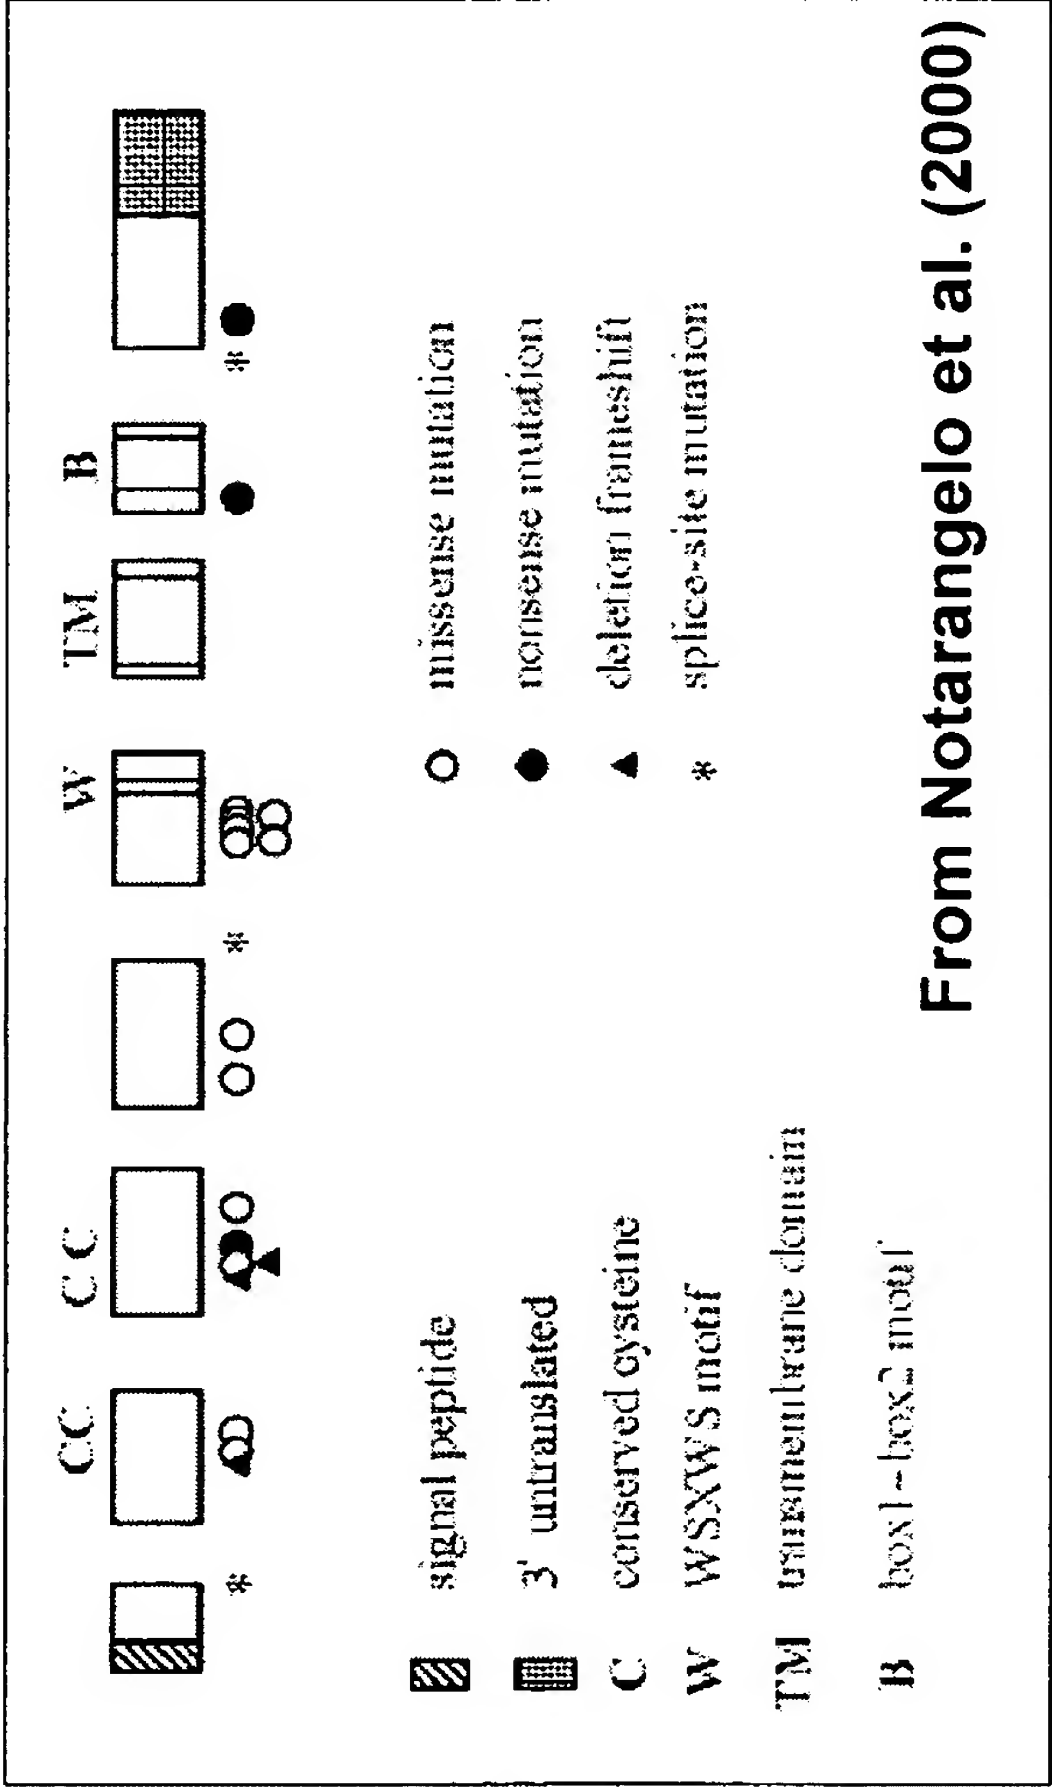 CC
C C
W
TM
B
*
*
*
signal peptide
3' untranslated
C conserved cysteine
W WSXWS motif
TM transmembrane domain
B box1-box2 motif
missense mutation
nonsense mutation
deletion frameshift
* splice-site mutation
From Notarangelo et al. (2000)